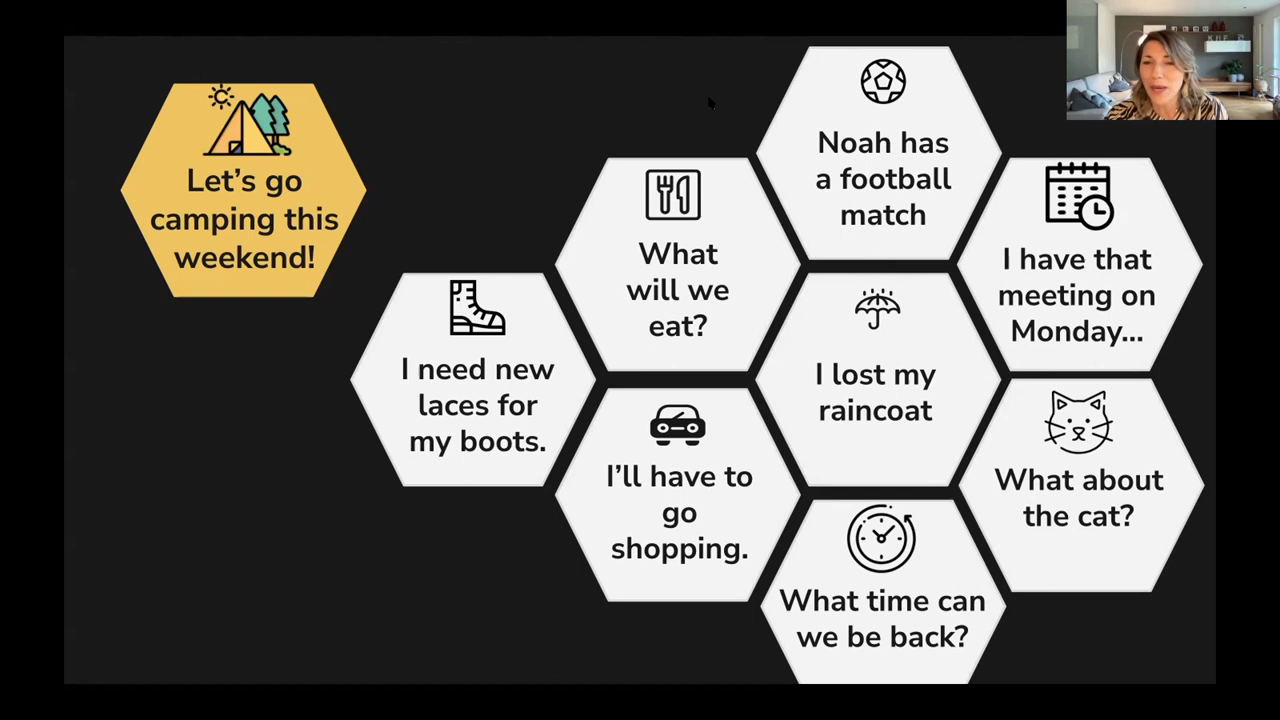 Let's go
camping this
weekend!
I need new
laces for
my boots.
What
will we
eat?
I'll have to
go
shopping.
Noah has
a football
match
I lost my
raincoat
What time can
we be back?
I have that
meeting on
Monday...
What about
the cat?